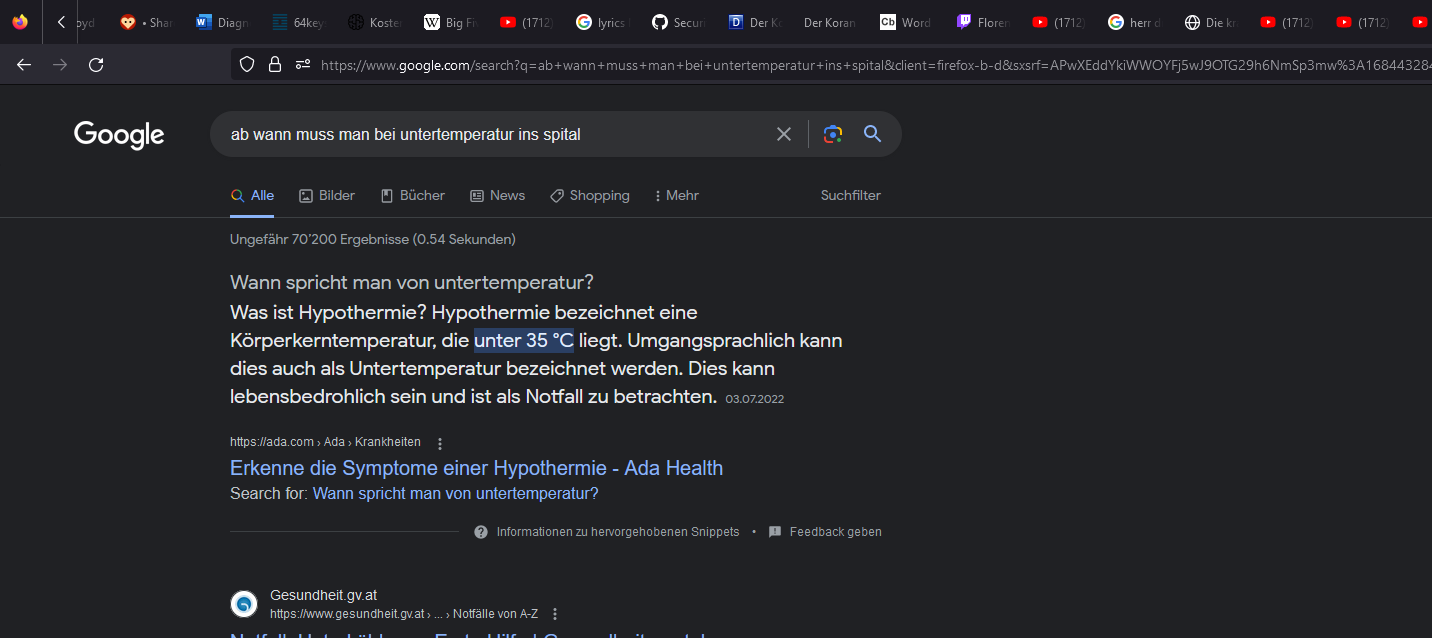 oyd
• Shar
Diagn
64key
Koste
Big Fi
(1712)
lyrics
Securi
Der Ko
Der Koran
Word
Floren
(1712)
herr d
Die kr
(1712)
(1712)
https://www.google.com/search?q=ab+wann+muss+man+bei+untertemperatur+ins+spital&client=firefox-b-d&sxsrf=APwXEddYkiWWOYFj5wJ9OTG29h6NmSp3mw%3A168443284
Google
ab wann muss man bei untertemperatur ins spital
Alle
Bilder
Bücher
News
Shopping
Mehr
Suchfilter
Ungefähr 70'200 Ergebnisse (0.54 Sekunden)
Wann spricht man von untertemperatur?
Was ist Hypothermie? Hypothermie bezeichnet eine
Körperkerntemperatur, die unter 35 °C liegt. Umgangsprachlich kann
dies auch als Untertemperatur bezeichnet werden. Dies kann
lebensbedrohlich sein und ist als Notfall zu betrachten. 03.07.2022
https://ada.com › Ada › Krankheiten
Erkenne die Symptome einer Hypothermie - Ada Health
Search for: Wann spricht man von untertemperatur?
Informationen zu hervorgehobenen Snippets • Feedback geben
Gesundheit.gv.at
https://www.gesundheit.gv.at › ... › Notfälle von A-Z